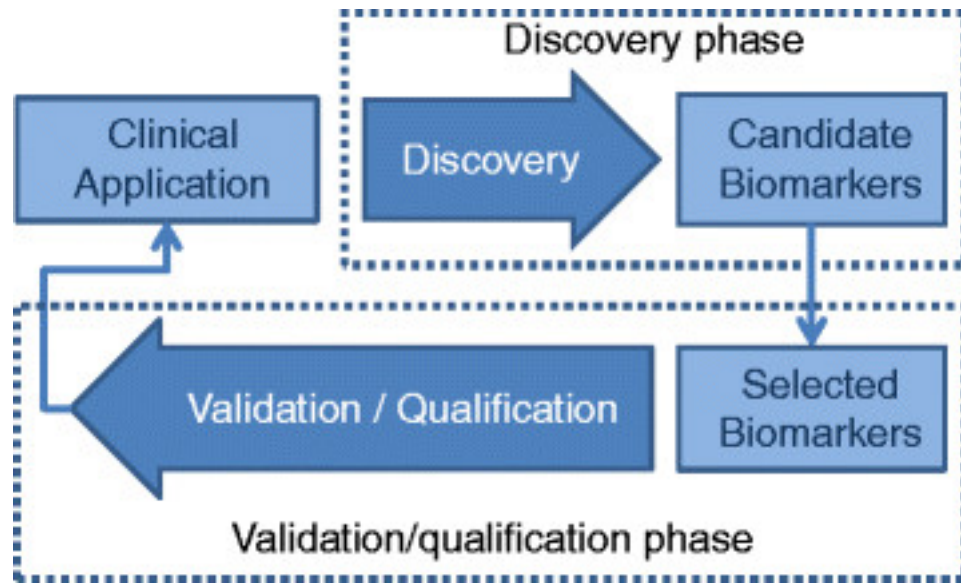 Discovery phase
Clinical
Application
Discovery
Candidate
Biomarkers
Validation / Qualification
Selected
Biomarkers
Validation/qualification phase